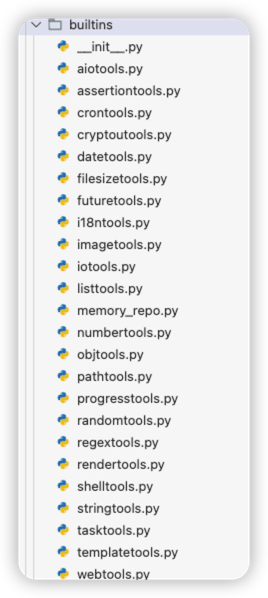 builtins
__init__.py
aiotools.py
assertiontools.py
crontools.py
cryptoutools.py
datetools.py
filesizetools.py
futuretools.py
i18ntools.py
imagetools.py
iotools.py
listtools.py
memory_repo.py
numbertools.py
objtools.py
pathtools.py
progresstools.py
randomtools.py
regextools.py
rendertools.py
shelltools.py
stringtools.py
tasktools.py
templatetools.py
webtools.py